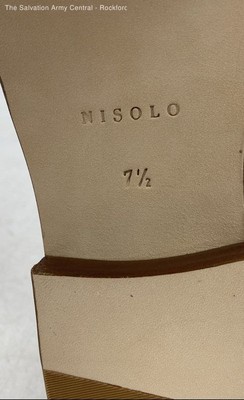 The Salvation Army Central - Rockford
NISOLO
7½